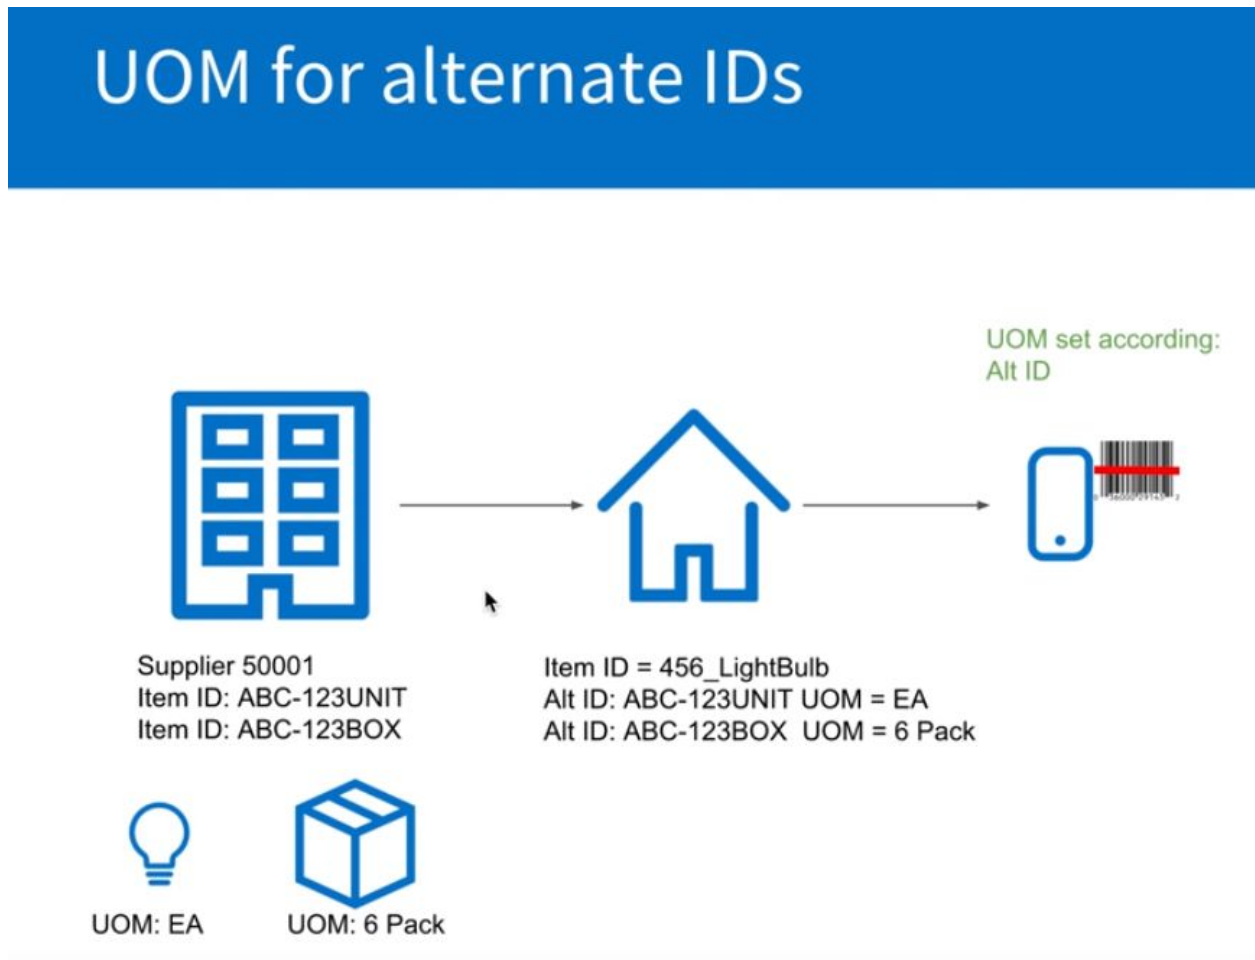 UOM for alternate IDs
UOM set according:
Alt ID
Supplier 50001
Item ID: ABC-123UNIT
Item ID: ABC-123BOX
Item ID = 456_LightBulb
Alt ID: ABC-123UNIT UOM = EA
Alt ID: ABC-123BOX  UOM = 6 Pack
UOM: EA
UOM: 6 Pack